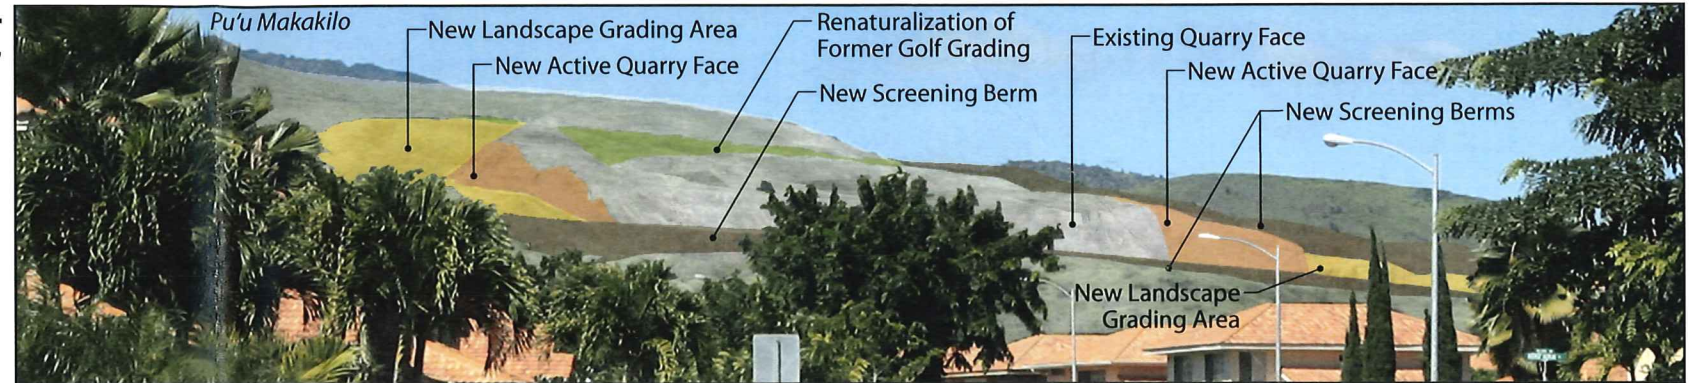 Pu'u Makakilo
New Landscape Grading Area
New Active Quarry Face
Renaturalization of
Former Golf Grading
New Screening Berm
Existing Quarry Face
New Active Quarry Face
New Screening Berms
New Landscape
Grading Area